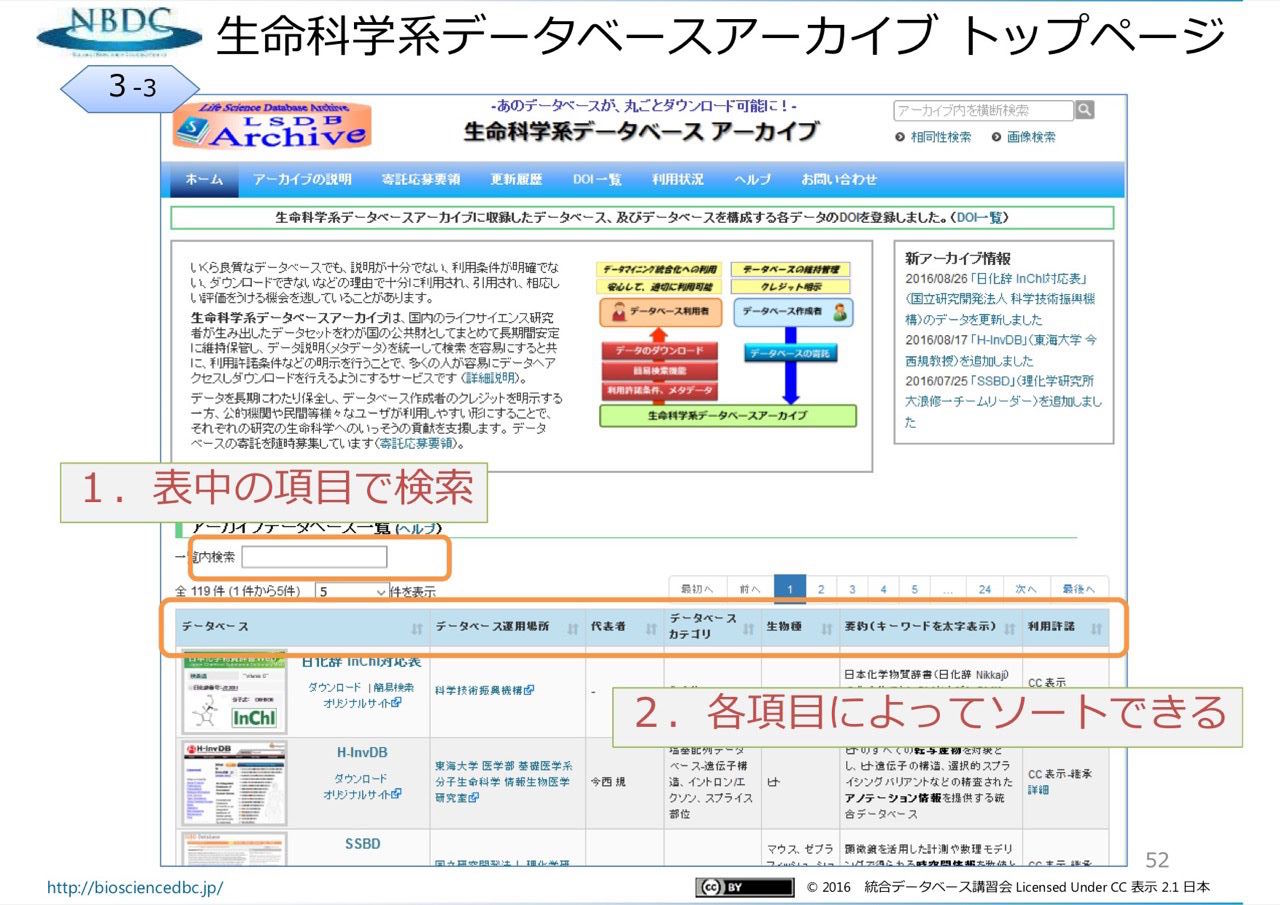 NBDC
生命科学系データベースアーカイブ トップページ
3-3
Life Science Database Archive
LSDB
Archive
-あのデータベースが、丸ごとダウンロード可能に！-
生命科学系データベース アーカイブ
アーカイブ内を横断検索
相同性検索 画像検索
ホーム アーカイブの説明 寄託応募要領 更新履歴 DOI一覧 利用状況 ヘルプ お問い合わせ
生命科学系データベースアーカイブに収録したデータベース、及びデータベースを構成する各データのDOIを登録しました。(DOI一覧)
いくら良質なデータベースでも、説明が十分でない、利用条件が明確でな
い、ダウンロードできないなどの理由で十分に利用され、引用され、相応し
い評価をうける機会を逃していることがあります。
生命科学系データベースアーカイブは、国内のライフサイエンス研究
者が生み出したデータセットをわが国の公共財としてまとめて長期間安定
に維持保管し、データ説明(メタデータ)を統一して検索を容易にすると共
に、利用許諾条件などの明示を行うことで、多くの人が容易にデータへア
クセスしダウンロードを行えるようにするサービスです (詳細説明)。
データを長期にわたり保全し、データベース作成者のクレジットを明示する
一方、公的機関や民間等様々なユーザが利用しやすい形にすることで、
それぞれの研究の生命科学へのいっそうの貢献を支援します。データ
ベースの寄託を随時募集しています(寄託応募要領)。
データマイニング統合化への利用 データベースの維持管理
安心して、適切に利用可能 クレジット明示
データベース利用者 データベース作成者
データのダウンロード
データベースの寄託
簡易検索機能
利用許諾条件、メタデータ
生命科学系データベースアーカイブ
新アーカイブ情報
2016/08/26「日化辞 InChI対応表」
(国立研究開発法人 科学技術振興機
構)のデータを更新しました
2016/08/17「H-InvDB」(東海大学 今
西規教授)を追加しました
2016/07/25「SSBD」(理化学研究所
大浪修一チームリーダー)を追加しまし
た
１．表中の項目で検索
アーカイブデータベース一覧 (ヘルプ)
一覧内検索
全 119 件 (1 件から5件) 5 件を表示
最初へ 前へ 1 2 3 4 5 … 24 次へ 最後へ
データベース データベース運用場所 代表者 データベースカテゴリ 生物種 要約(キーワードを太字表示) 利用許諾
日化辞 InChI対応表
ダウンロード | 簡易検索
オリジナルサイト
InChI
科学技術振興機構
-
日本化学物質辞書(日化辞 Nikkaji)
CC 表示
２．各項目によってソートできる
H-InvDB
H-InvDB
ダウンロード
オリジナルサイト
東海大学 医学部 基礎医学系
分子生命科学 情報生物医学
研究室
今西 規
塩基配列データ
ベース-遺伝子構
造、イントロン/エ
クソン、スプライス
部位
ヒト
ヒトのすべての転写産物を対象と
し、ヒト遺伝子の構造、選択的スプラ
イシングバリアントなどの精査された
アノテーション情報を提供する統
合データベース
CC 表示-継承
詳細
SSBD
マウス、ゼブラ
顕微鏡を活用した計測や数理モデリ
52
http://biosciencedbc.jp/
(cc) BY
© 2016 統合データベース講習会 Licensed Under CC 表示 2.1 日本